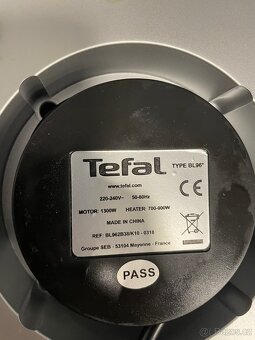 Tefal
TYPE BL96*
www.tefal.com
220-240V~ 50-60Hz
MOTOR: 1300W HEATER: 700-900W
MADE IN CHINA
REF: BL962B38/K10 - 0318
Groupe SEB - 53104 Mayenne - France
PASS